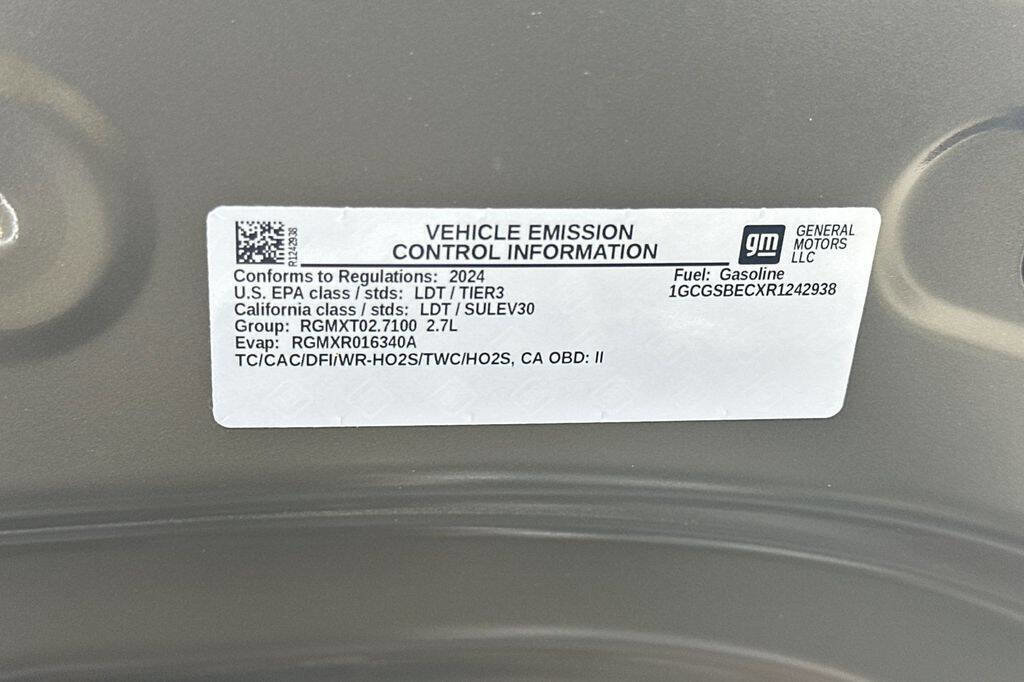 R1242938
VEHICLE EMISSION
CONTROL INFORMATION
gm
GENERAL
MOTORS
LLC
Conforms to Regulations: 2024
U.S. EPA class / stds: LDT / TIER3
California class / stds: LDT / SULEV30
Group: RGMXT02.7100 2.7L
Evap: RGMXR016340A
TC/CAC/DFI/WR-HO2S/TWC/HO2S, CA OBD: II
Fuel: Gasoline
1GCGSBECXR1242938